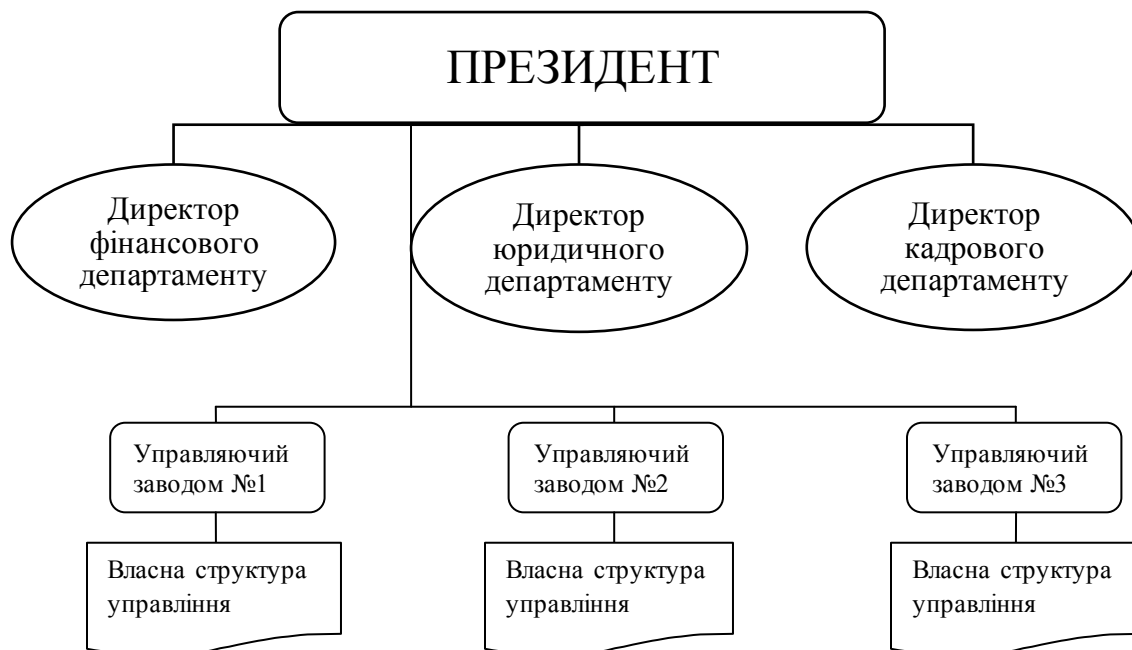 ПРЕЗИДЕНТ
Директор
фінансового
департаменту
Директор
юридичного
департаменту
Директор
кадрового
департаменту
Управляючий
заводом №1
Управляючий
заводом №2
Управляючий
заводом №3
Власна структура
управління
Власна структура
управління
Власна структура
управління